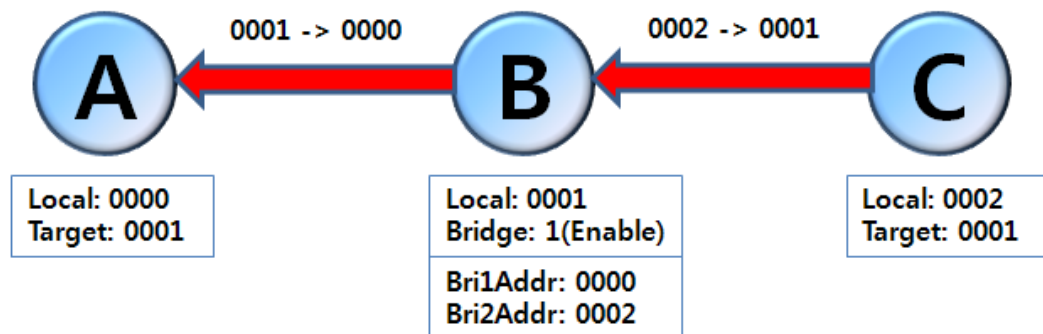 0001 -> 0000
0002 -> 0001
A
B
C
Local: 0000
Target: 0001
Local: 0001
Bridge: 1(Enable)
Bri1Addr: 0000
Bri2Addr: 0002
Local: 0002
Target: 0001